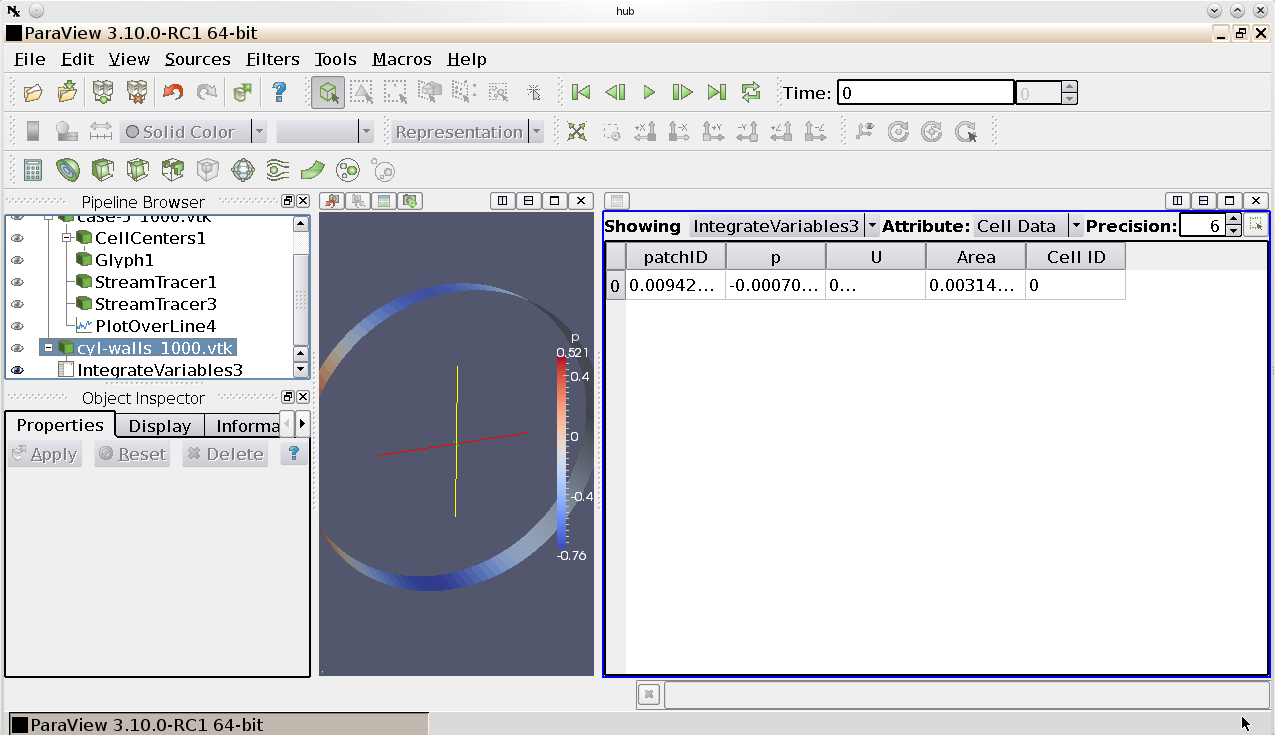 hub
ParaView 3.10.0-RC1 64-bit
File Edit View Sources Filters Tools Macros Help
Time: 0 0
Solid Color Representation
Pipeline Browser
case-5_1000.vtk
CellCenters1
Glyph1
StreamTracer1
StreamTracer3
PlotOverLine4
cyl-walls_1000.vtk
IntegrateVariables3
Object Inspector
Properties Display Informa
Apply Reset Delete ?
p
0.521
0.4
0
-0.4
-0.76
Showing IntegrateVariables3 Attribute: Cell Data Precision: 6
patchID p U Area Cell ID
0 0.00942... -0.00070... 0... 0.00314... 0
ParaView 3.10.0-RC1 64-bit